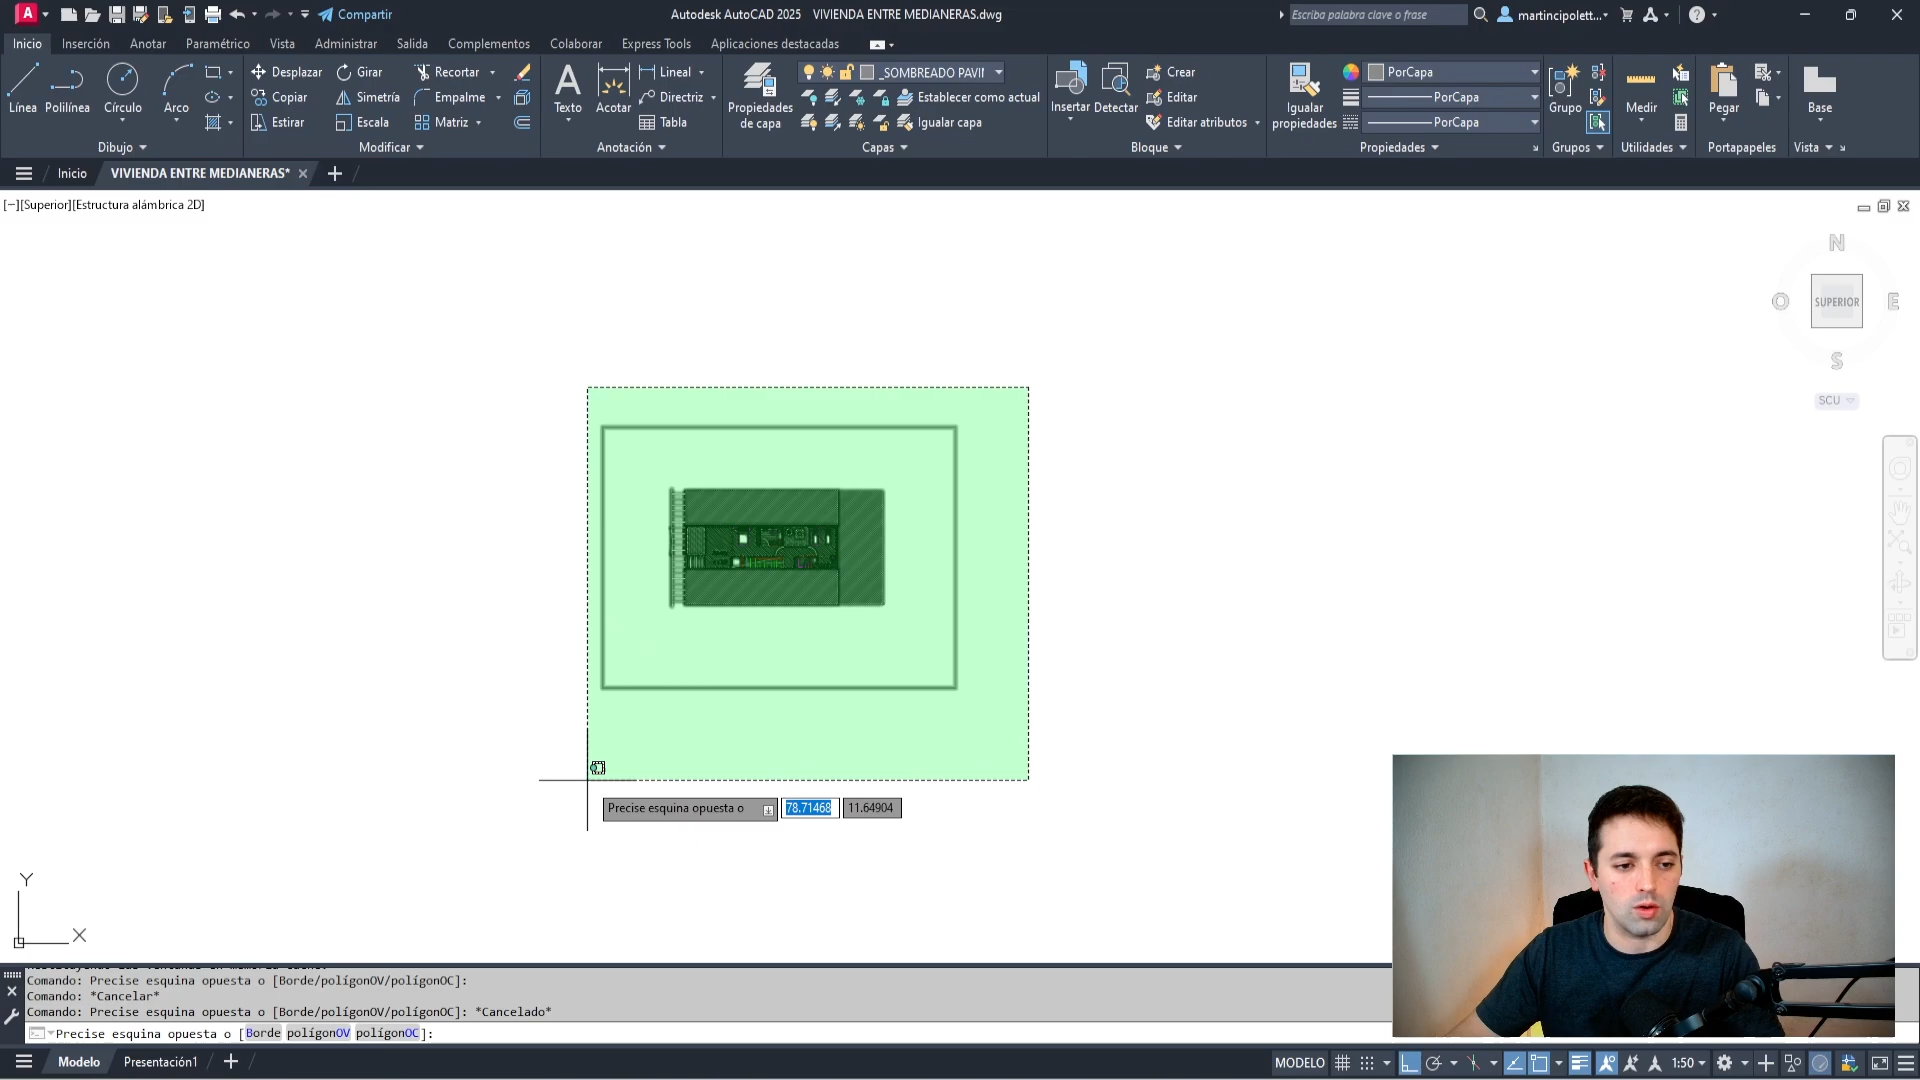 A Compartir Autodesk AutoCAD 2025 VIVIENDA ENTRE MEDIANERAS.dwg Escriba palabra clave o frase martincipolett...
Inicio Inserción Anotar Paramétrico Vista Administrar Salida Complementos Colaborar Express Tools Aplicaciones destacadas
Línea Polilínea Círculo Arco
Desplazar Girar Recortar
Copiar Simetría Empalme
Estirar Escala Matriz
Texto Acotar
Lineal
Directriz
Tabla
Propiedades de capa
_SOMBREADO PAVII
Establecer como actual
Igualar capa
Insertar Detectar
Crear
Editar
Editar atributos
Igualar propiedades
PorCapa
PorCapa
PorCapa
Grupo Medir Pegar Base
Dibujo Modificar Anotación Capas Bloque Propiedades Grupos Utilidades Portapapeles Vista
Inicio VIVIENDA ENTRE MEDIANERAS*
[−][Superior][Estructura alámbrica 2D]
N
O SUPERIOR E
S
SCU
Precise esquina opuesta o 78.71468 11.64904
Y
X
Comando: Precise esquina opuesta o [Borde/polígonOV/polígonOC]:
Comando: *Cancelar*
Comando: Precise esquina opuesta o [Borde/polígonOV/polígonOC]: *Cancelado*
Precise esquina opuesta o [Borde polígonOV polígonOC]:
Modelo Presentación1 MODELO 1:50